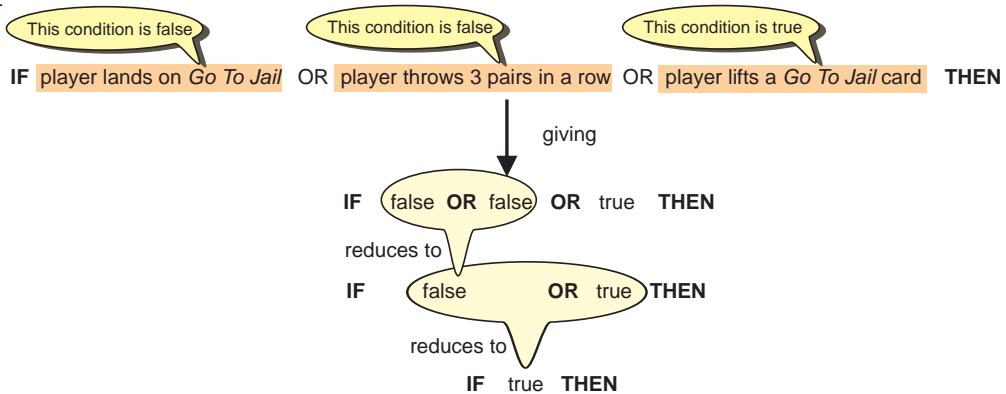 This condition is false This condition is false This condition is true
IF player lands on Go To Jail OR player throws 3 pairs in a row OR player lifts a Go To Jail card THEN
giving
IF false OR false OR true THEN
reduces to
IF false OR true THEN
reduces to
IF true THEN